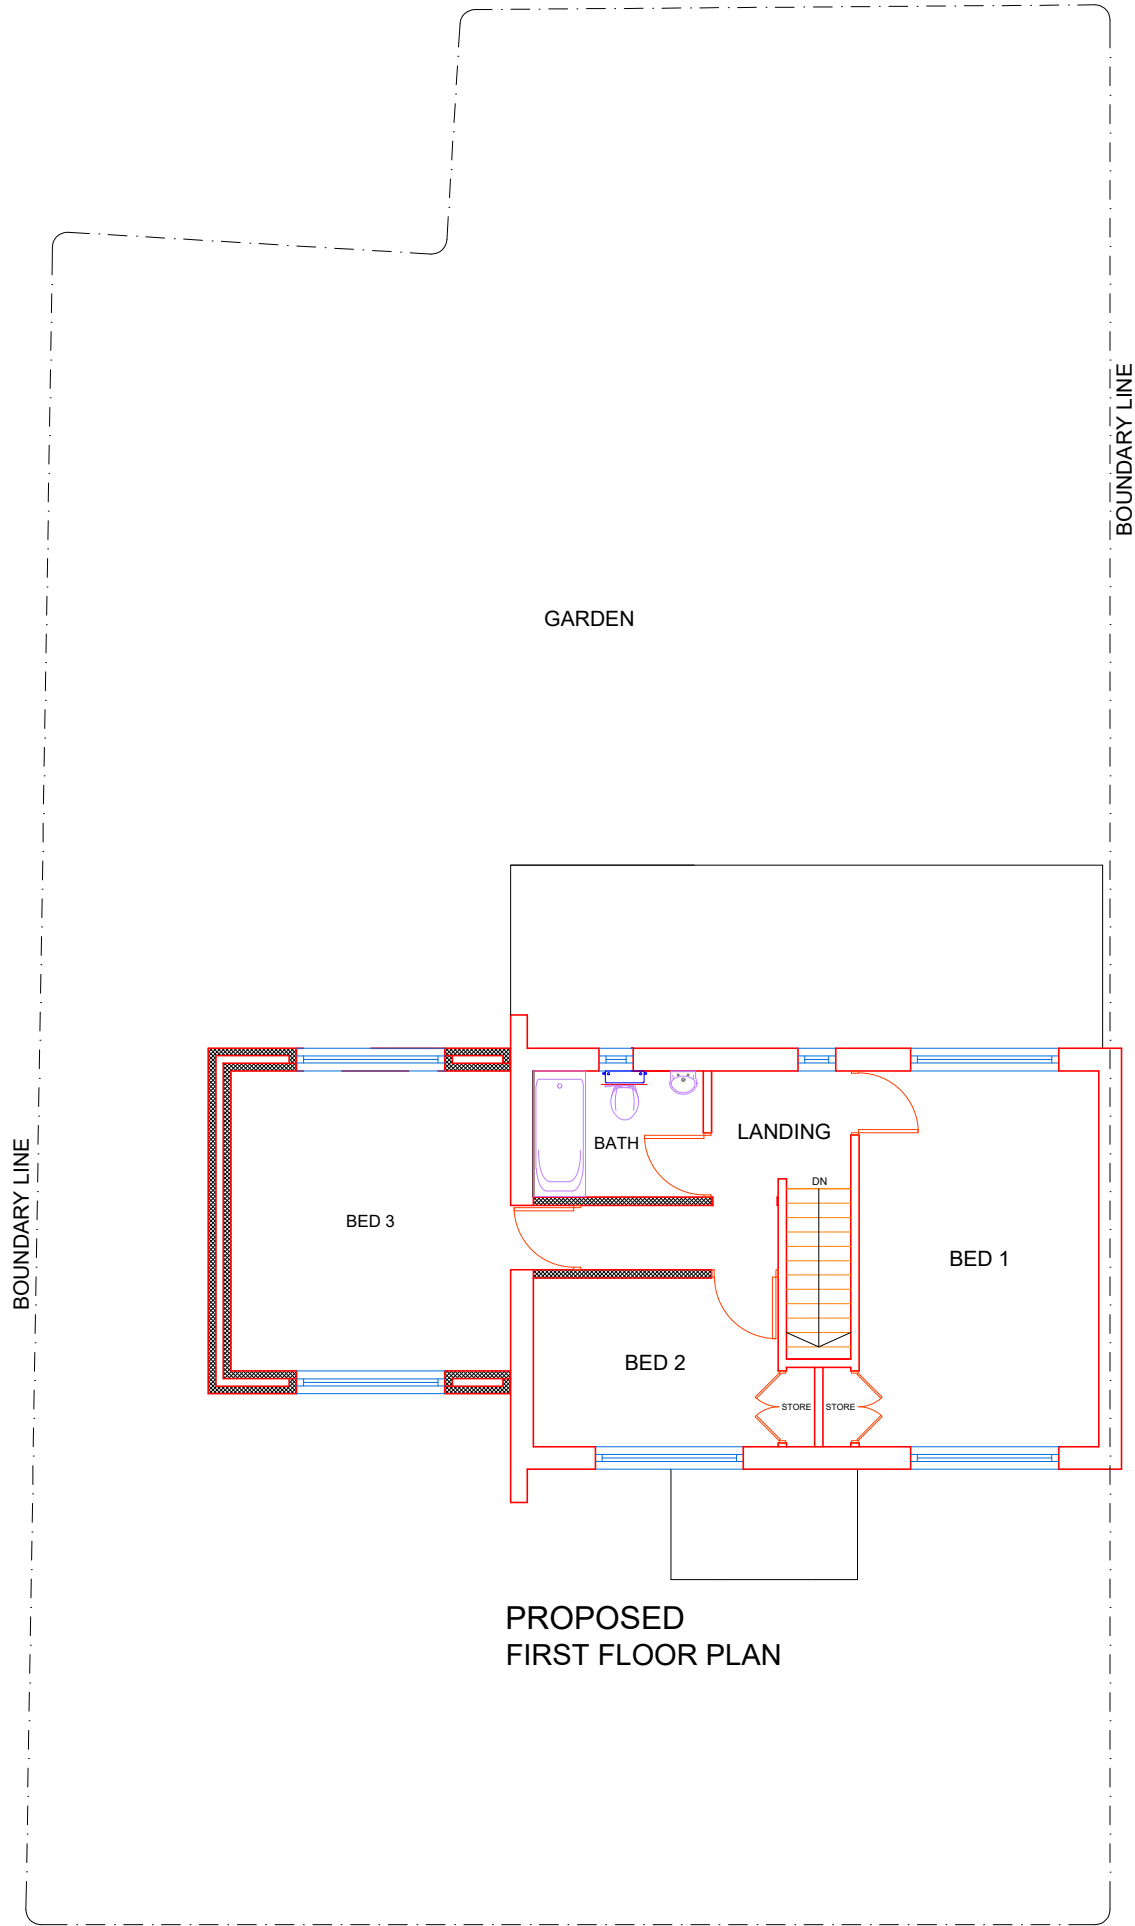 BOUNDARY LINE
GARDEN
BATH
LANDING
BOUNDARY LINE
DN
BED 3
BED 1
BED 2
STORE
STORE
PROPOSED
FIRST FLOOR PLAN